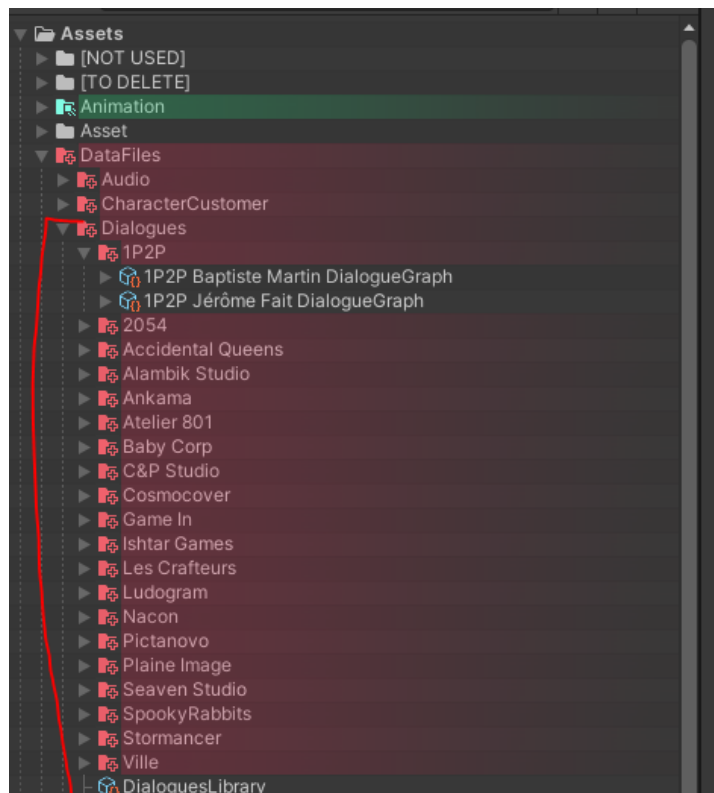 Assets
[NOT USED]
[TO DELETE]
Animation
Asset
DataFiles
Audio
CharacterCustomer
Dialogues
1P2P
1P2P Baptiste Martin DialogueGraph
1P2P Jérôme Fait DialogueGraph
2054
Accidental Queens
Alambik Studio
Ankama
Atelier 801
Baby Corp
C&P Studio
Cosmocover
Game In
Ishtar Games
Les Crafteurs
Ludogram
Nacon
Pictanovo
Plaine Image
Seaven Studio
SpookyRabbits
Stormancer
Ville
DialoguesLibrary